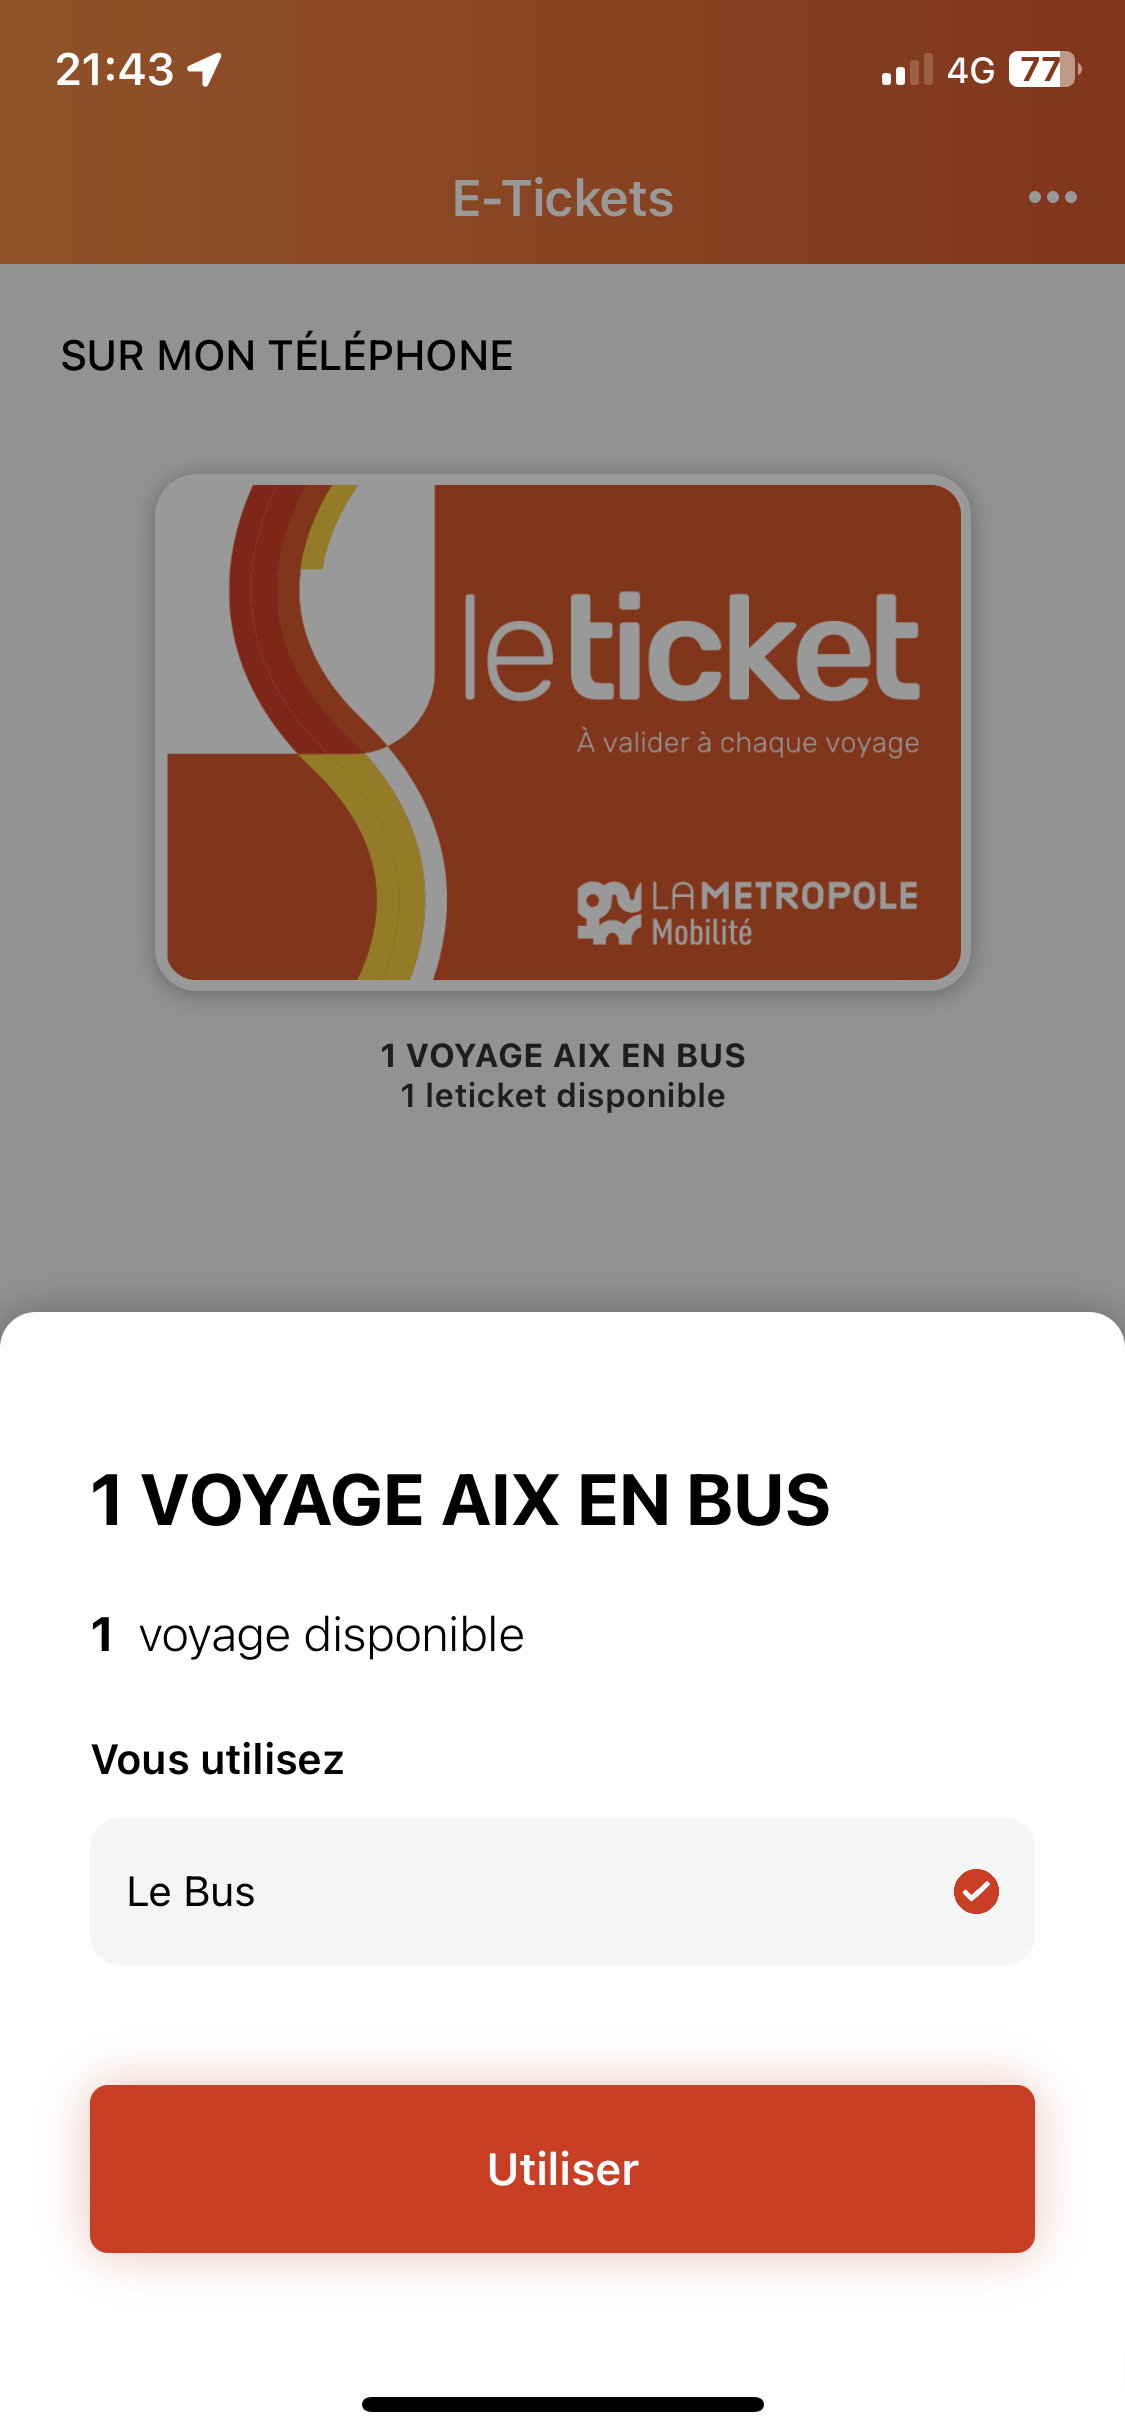 21:43
4G 77
E-Tickets
SUR MON TÉLÉPHONE
leticket
À valider à chaque voyage
LAMETROPOLE
Mobilité
1 VOYAGE AIX EN BUS
1 leticket disponible
1 VOYAGE AIX EN BUS
1 voyage disponible
Vous utilisez
Le Bus
Utiliser